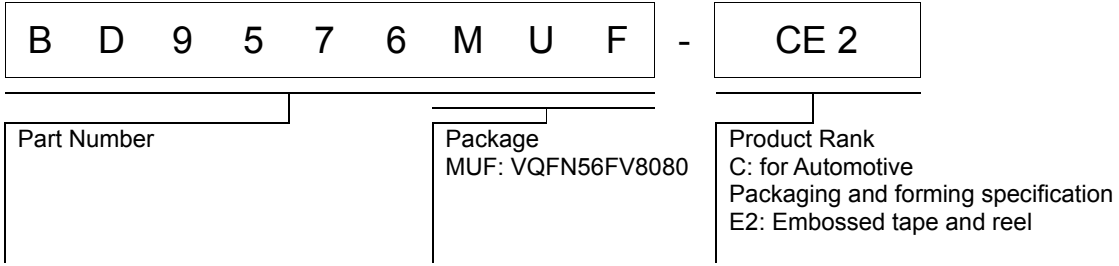 B D 9 5 7 6 M U F - CE 2
Part Number
Package
MUF: VQFN56FV8080
Product Rank
C: for Automotive
Packaging and forming specification
E2: Embossed tape and reel